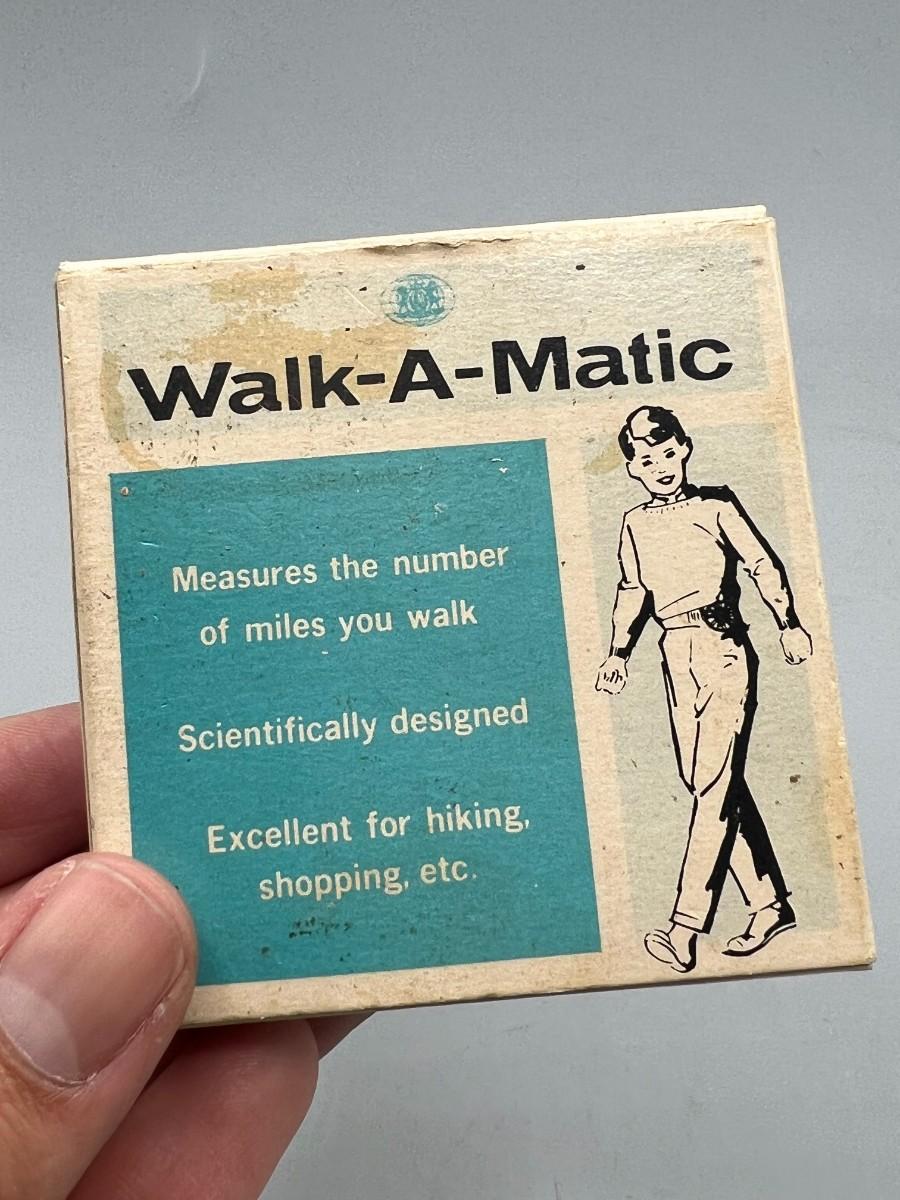 Walk-A-Matic
Measures the number
of miles you walk
Scientifically designed
Excellent for hiking,
shopping, etc.